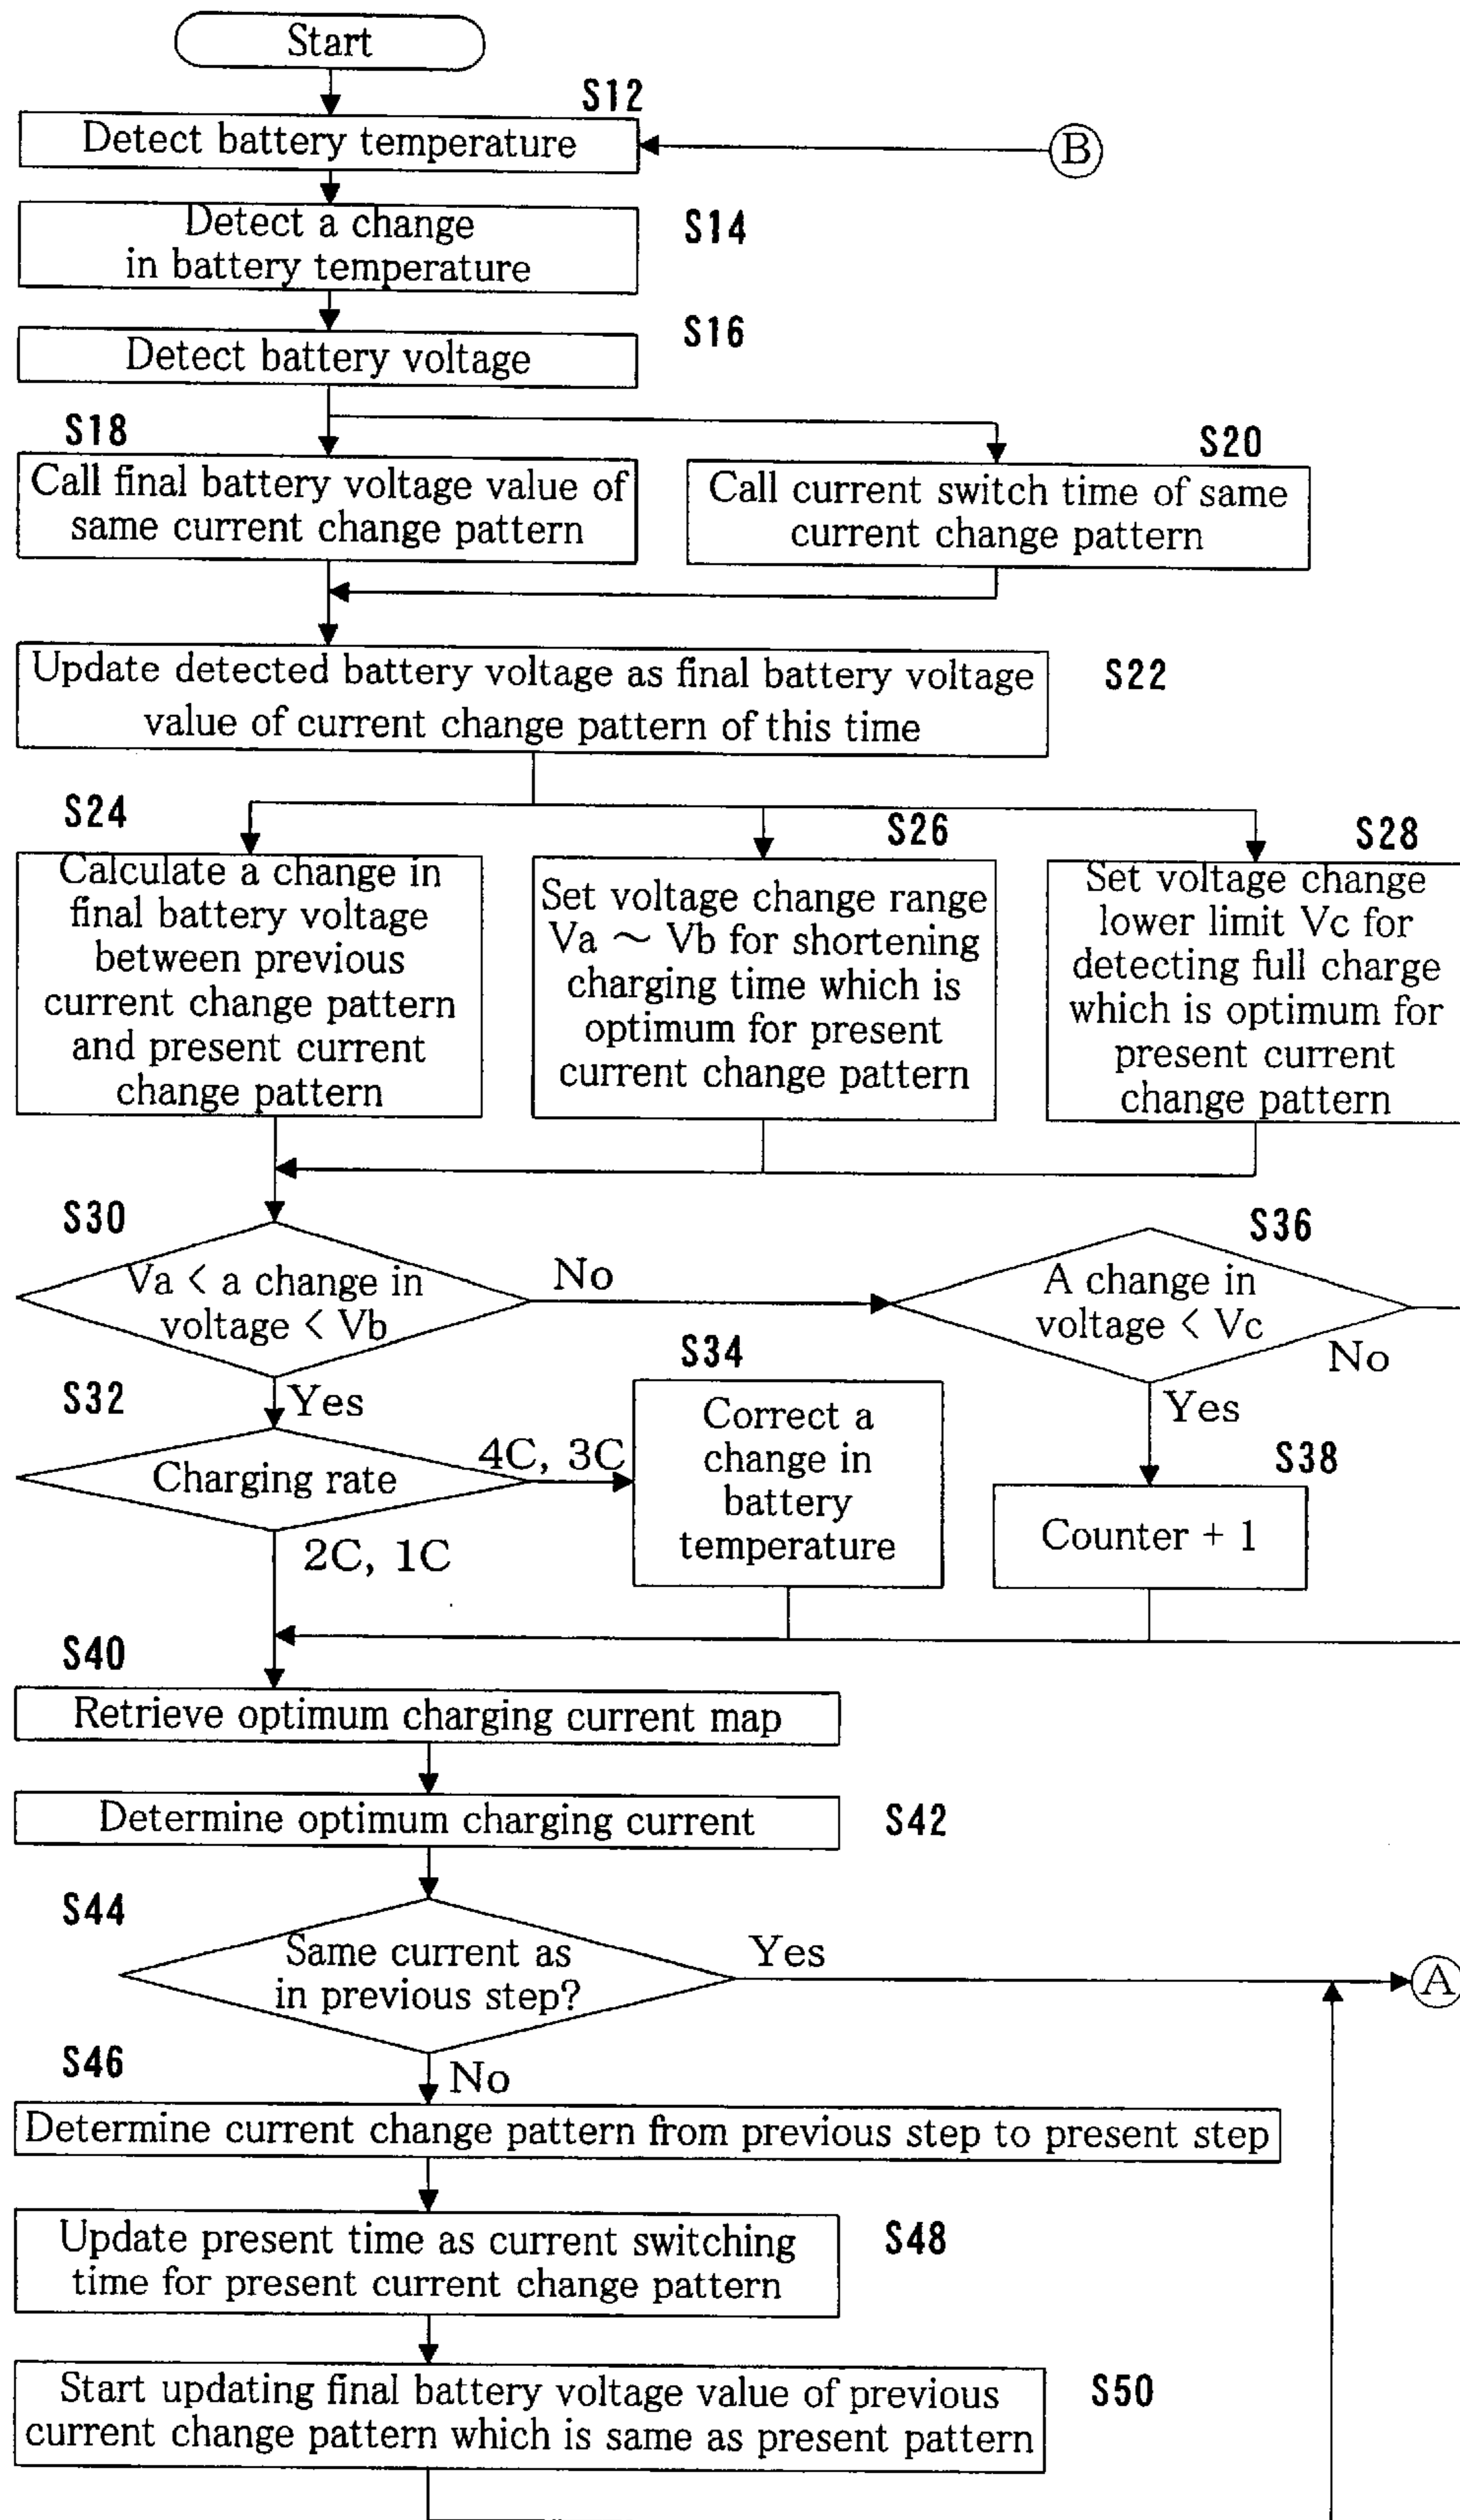 Start
S12
Detect battery temperature
B
Detect a change
in battery temperature
S14
Detect battery voltage
S16
S18
Call final battery voltage value of
same current change pattern
S20
Call current switch time of same
current change pattern
Update detected battery voltage as final battery voltage
value of current change pattern of this time
S22
S24
Calculate a change in
final battery voltage
between previous
current change pattern
and present current
change pattern
S26
Set voltage change range
Va ~ Vb for shortening
charging time which is
optimum for present
current change pattern
S28
Set voltage change
lower limit Vc for
detecting full charge
which is optimum for
present current
change pattern
S30
Va < a change in
voltage < Vb
No
Yes
S36
A change in
voltage < Vc
No
Yes
S32
Charging rate
4C, 3C
2C, 1C
S34
Correct a
change in
battery
temperature
S38
Counter + 1
S40
Retrieve optimum charging current map
Determine optimum charging current
S42
S44
Same current as
in previous step?
Yes
A
No
S46
Determine current change pattern from previous step to present step
Update present time as current switching
time for present current change pattern
S48
Start updating final battery voltage value of previous
current change pattern which is same as present pattern
S50